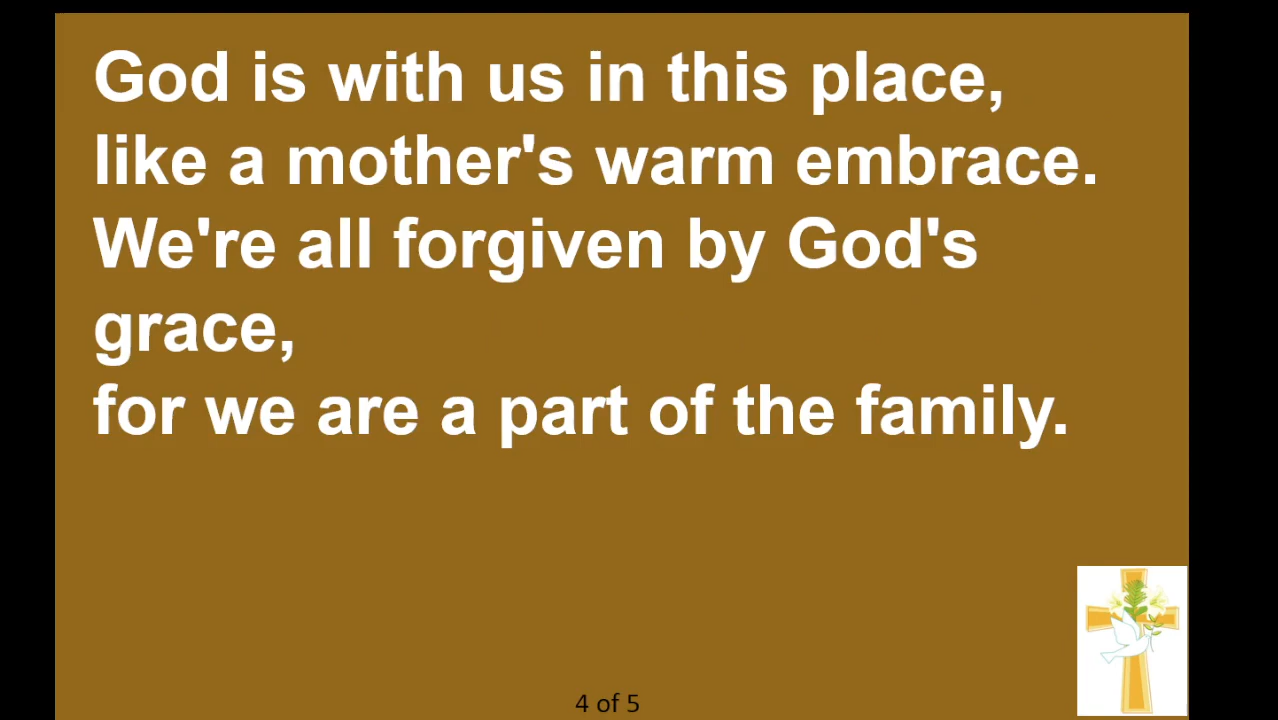 God is with us in this place,
like a mother's warm embrace.
We're all forgiven by God's
grace,
for we are a part of the family.
4 of 5